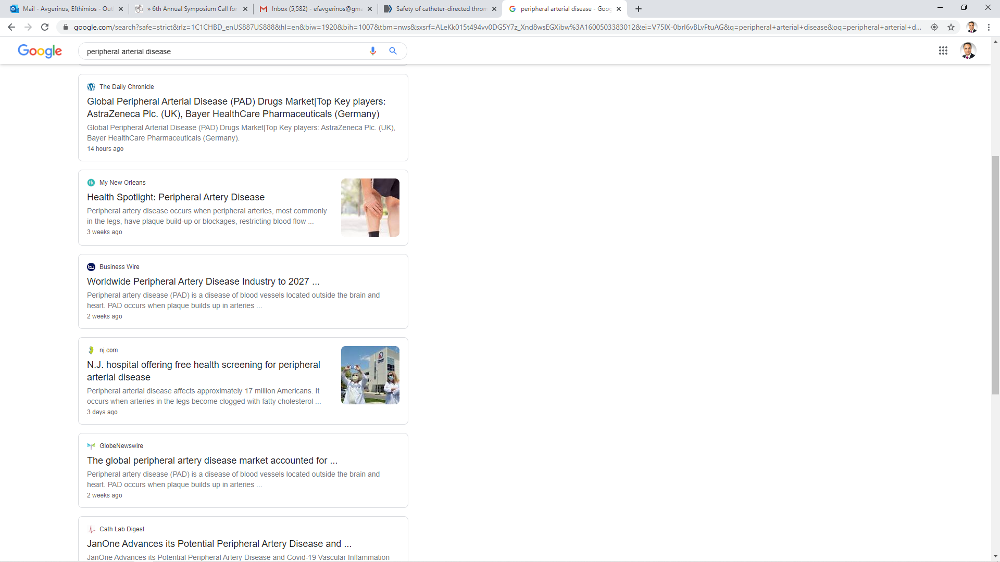 Mail - Avgerinos, Efthimios - Out
» 6th Annual Symposium Call for
Inbox (5,582) - efavgerinos@gma
Safety of catheter-directed throm
peripheral arterial disease - Goog
google.com/search?safe=strict&rlz=1C1CHBD_enUS887US888&hl=en&biw=1920&bih=1007&tbm=nws&sxsrf=ALeKk015t494vv0DG5Y7z_Xnd8wsEGXibw%3A1600503383012&ei=V75lX-0brI6vBLvFtuAG&q=peripheral+arterial+disease&oq=peripheral+arterial+d...
Google
peripheral arterial disease
The Daily Chronicle
Global Peripheral Arterial Disease (PAD) Drugs Market|Top Key players:
AstraZeneca Plc. (UK), Bayer HealthCare Pharmaceuticals (Germany)
Global Peripheral Arterial Disease (PAD) Drugs Market|Top Key players: AstraZeneca Plc. (UK),
Bayer HealthCare Pharmaceuticals (Germany).
14 hours ago
My New Orleans
Health Spotlight: Peripheral Artery Disease
Peripheral artery disease occurs when peripheral arteries, most commonly
in the legs, have plaque build-up or blockages, restricting blood flow ...
3 weeks ago
Business Wire
Worldwide Peripheral Artery Disease Industry to 2027 ...
Peripheral artery disease (PAD) is a disease of blood vessels located outside the brain and
heart. PAD occurs when plaque builds up in arteries ...
2 weeks ago
nj.com
N.J. hospital offering free health screening for peripheral
arterial disease
Peripheral arterial disease affects approximately 17 million Americans. It
occurs when arteries in the legs become clogged with fatty cholesterol ...
3 days ago
GlobeNewswire
The global peripheral artery disease market accounted for ...
Peripheral artery disease (PAD) is a disease of blood vessels located outside the brain and
heart. PAD occurs when plaque builds up in arteries ...
2 weeks ago
Cath Lab Digest
JanOne Advances its Potential Peripheral Artery Disease and ...
JanOne Advances its Potential Peripheral Artery Disease and Covid-19 Vascular Inflammation